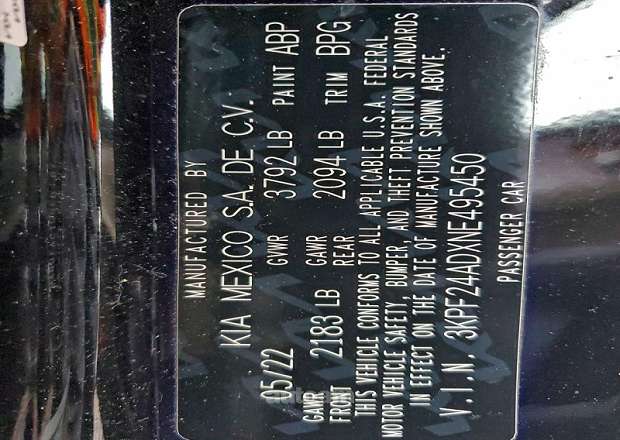 MANUFACTURED BY
KIA MEXICO S.A. DE C.V.
05/22 GVWR 3792 LB PAINT ABP
GAWR FRONT 2183 LB GAWR REAR 2094 LB TRIM BPG
THIS VEHICLE CONFORMS TO ALL APPLICABLE U.S.A. FEDERAL
MOTOR VEHICLE SAFETY, BUMPER, AND THEFT PREVENTION STANDARDS
IN EFFECT ON THE DATE OF MANUFACTURE SHOWN ABOVE.
V.I.N. 3KPF24ADXNE495450
PASSENGER CAR